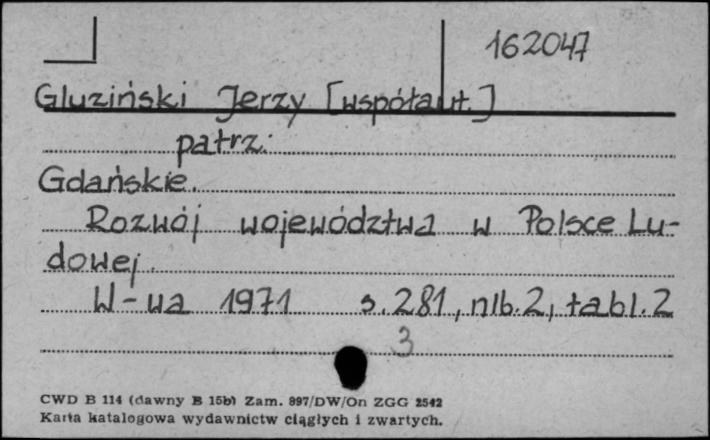 162047
Gluziński Jerzy [współaut.]
patrz:
Gdańskie.
Rozwój województwa w Polsce Lu-
dowej.
W-wa 1971 s. 281, nlb. 2, tabl. 2
3
CWD B 114 (dawny B 15b) Zam. 897/DW/On ZGG 2542
Karta katalogowa wydawnictw ciągłych i zwartych.